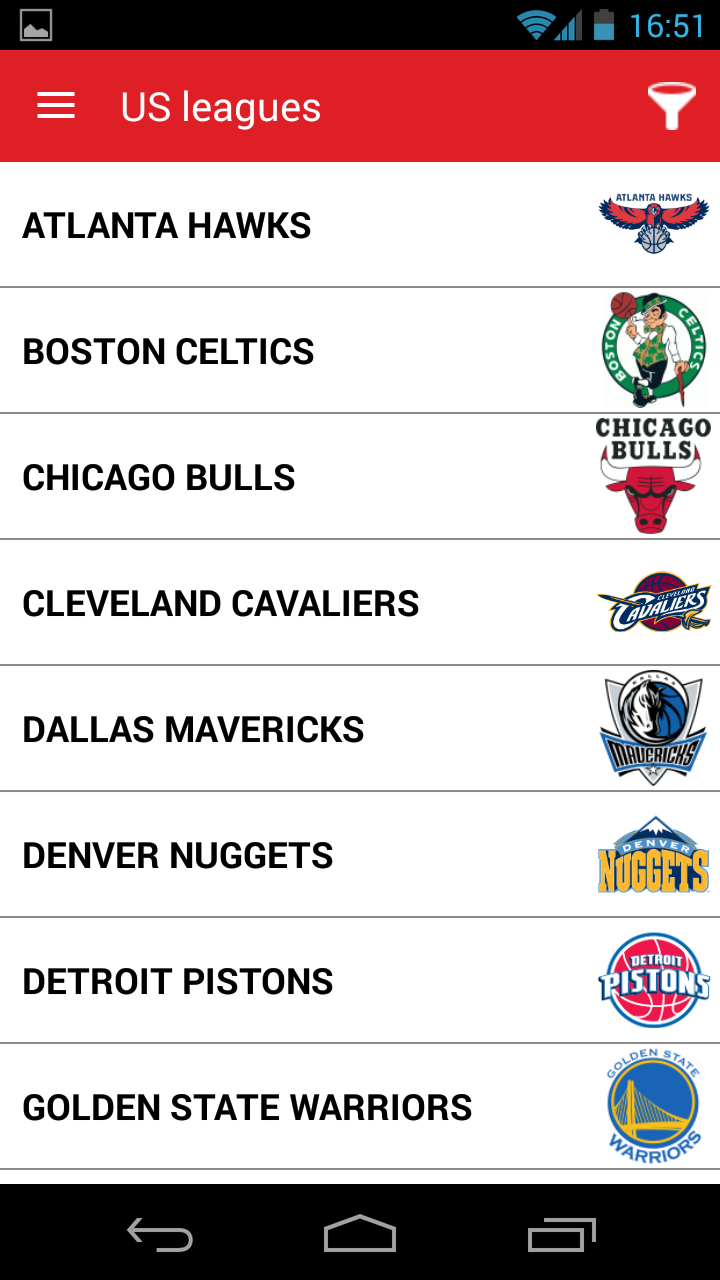 16:51
US leagues
ATLANTA HAWKS
ATLANTA HAWKS
BOSTON CELTICS
BOSTON CELTICS
CHICAGO BULLS
CHICAGO
BULLS
CLEVELAND CAVALIERS
CLEVELAND
CAVALIERS
DALLAS MAVERICKS
DALLAS
MAVERICKS
DENVER NUGGETS
DENVER
NUGGETS
DETROIT PISTONS
DETROIT
PISTONS
GOLDEN STATE WARRIORS
GOLDEN STATE
WARRIORS